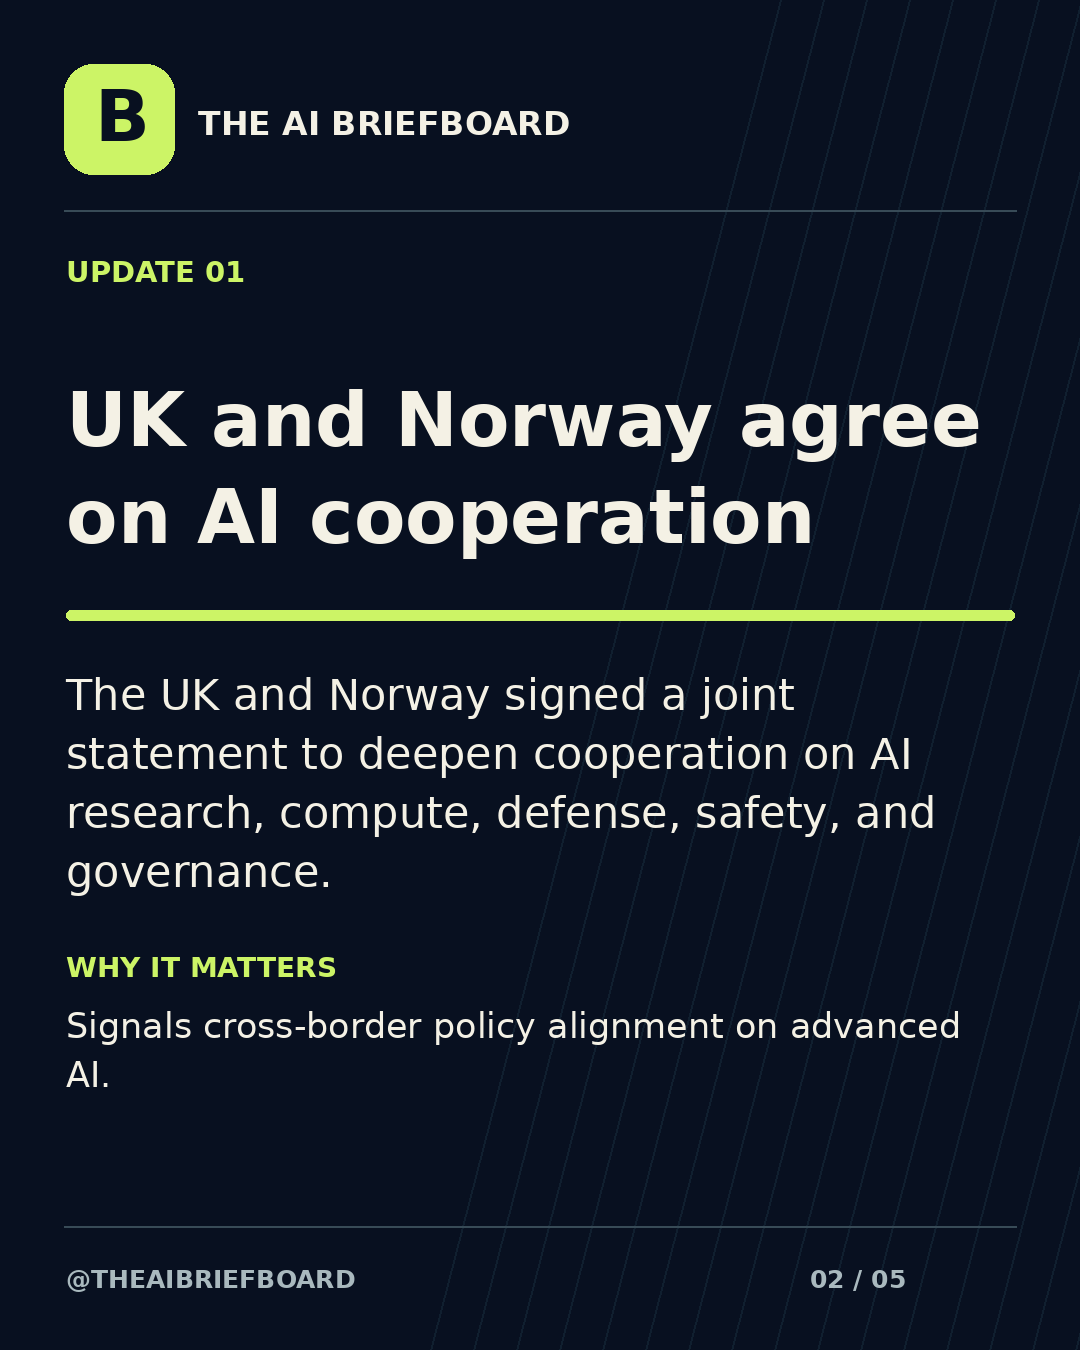 B
THE AI BRIEFBOARD
UPDATE 01
UK and Norway agree
on AI cooperation
The UK and Norway signed a joint
statement to deepen cooperation on AI
research, compute, defense, safety, and
governance.
WHY IT MATTERS
Signals cross-border policy alignment on advanced
AI.
@THEAIBRIEFBOARD
02 / 05